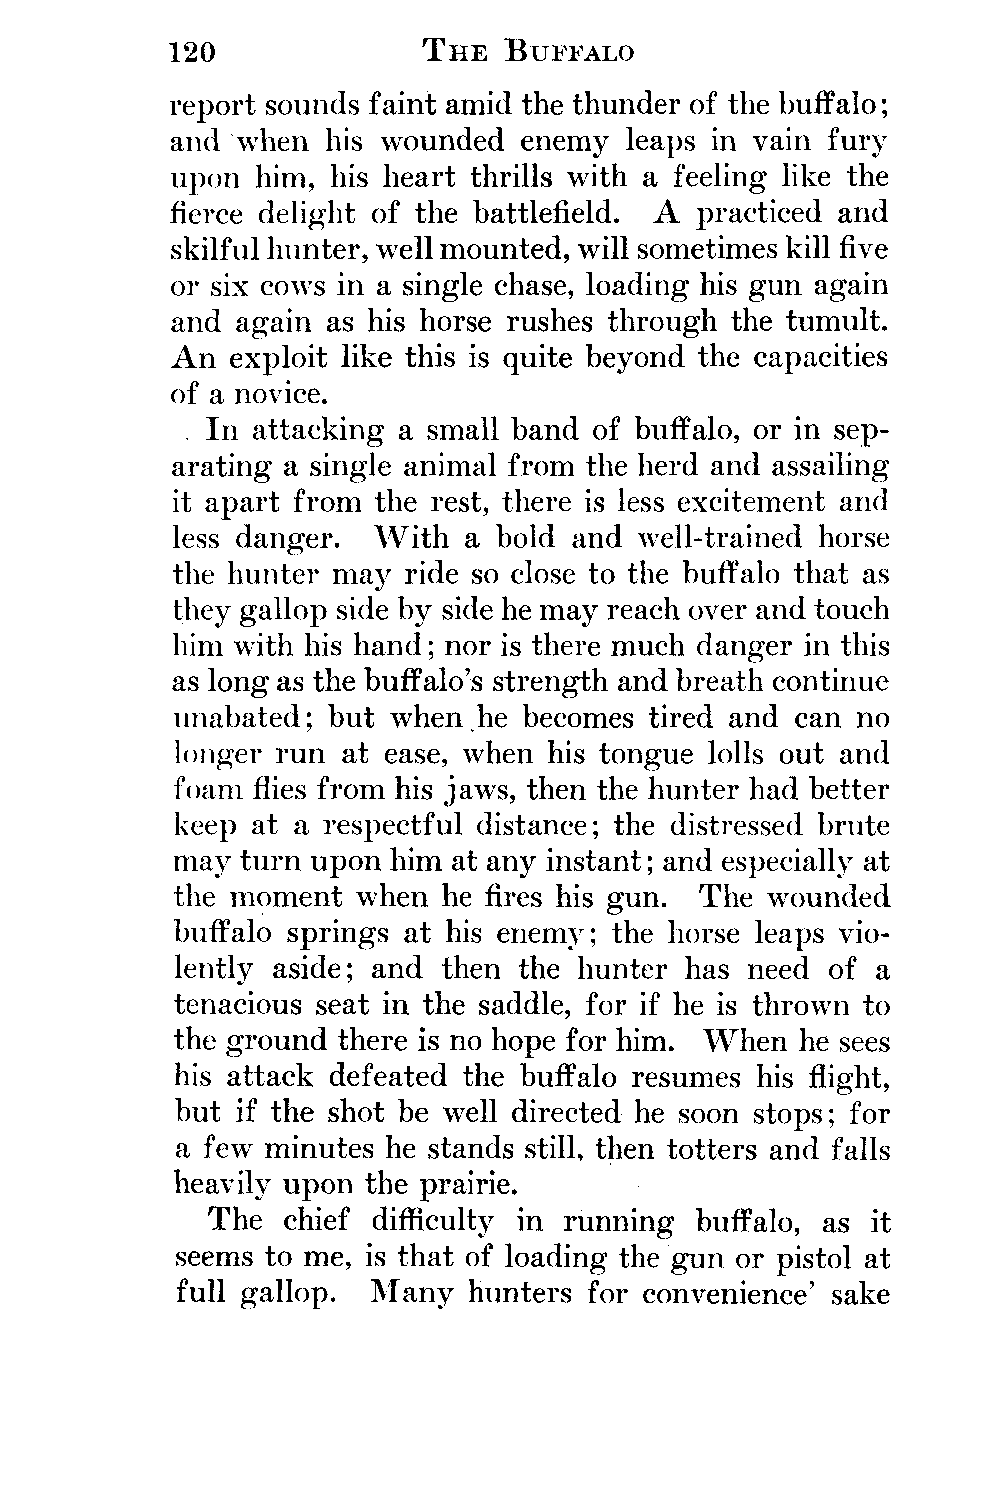 120 THE BUFFALO
report sounds faint amid the thunder of the buffalo;
and when his wounded enemy leaps in vain fury
upon him, his heart thrills with a feeling like the
fierce delight of the battlefield. A practiced and
skilful hunter, well mounted, will sometimes kill five
or six cows in a single chase, loading his gun again
and again as his horse rushes through the tumult.
An exploit like this is quite beyond the capacities
of a novice.
In attacking a small band of buffalo, or in sep-
arating a single animal from the herd and assailing
it apart from the rest, there is less excitement and
less danger. With a bold and well-trained horse
the hunter may ride so close to the buffalo that as
they gallop side by side he may reach over and touch
him with his hand; nor is there much danger in this
as long as the buffalo's strength and breath continue
unabated; but when he becomes tired and can no
longer run at ease, when his tongue lolls out and
foam flies from his jaws, then the hunter had better
keep at a respectful distance; the distressed brute
may turn upon him at any instant; and especially at
the moment when he fires his gun. The wounded
buffalo springs at his enemy; the horse leaps vio-
lently aside; and then the hunter has need of a
tenacious seat in the saddle, for if he is thrown to
the ground there is no hope for him. When he sees
his attack defeated the buffalo resumes his flight,
but if the shot be well directed he soon stops; for
a few minutes he stands still, then totters and falls
heavily upon the prairie.
The chief difficulty in running buffalo, as it
seems to me, is that of loading the gun or pistol at
full gallop. Many hunters for convenience' sake